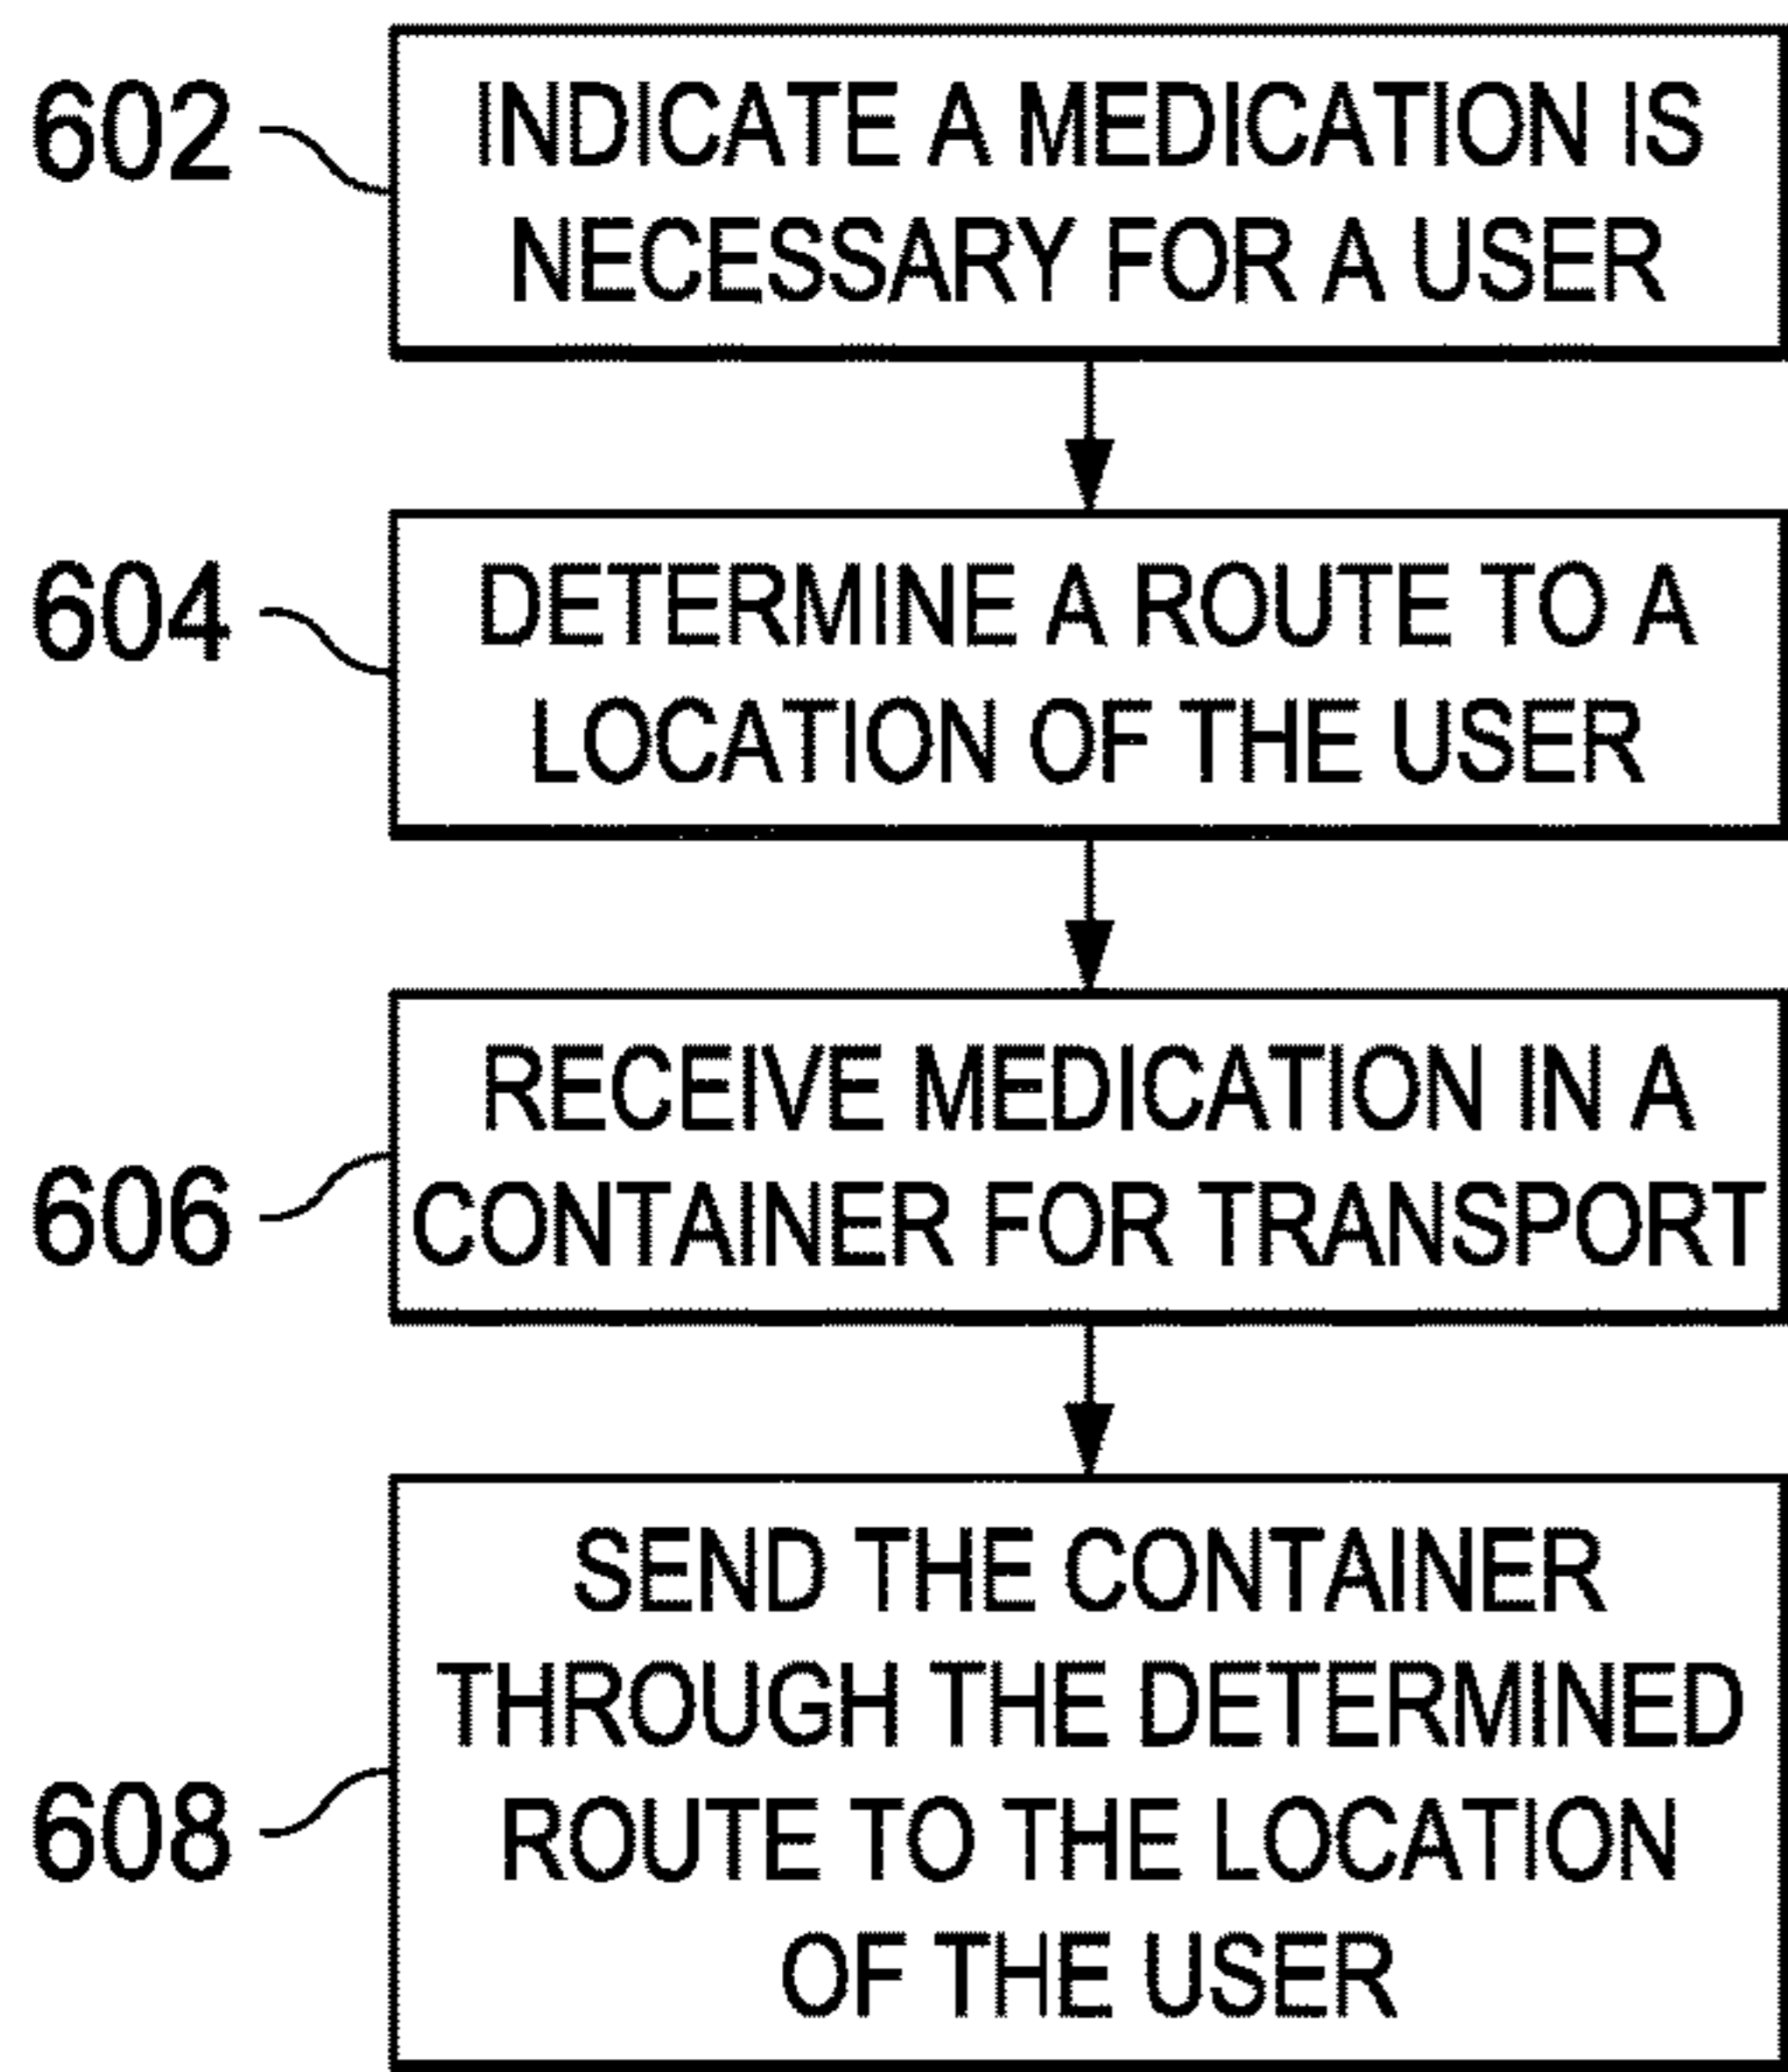 602
INDICATE A MEDICATION IS
NECESSARY FOR A USER
604
DETERMINE A ROUTE TO A
LOCATION OF THE USER
606
RECEIVE MEDICATION IN A
CONTAINER FOR TRANSPORT
608
SEND THE CONTAINER
THROUGH THE DETERMINED
ROUTE TO THE LOCATION
OF THE USER